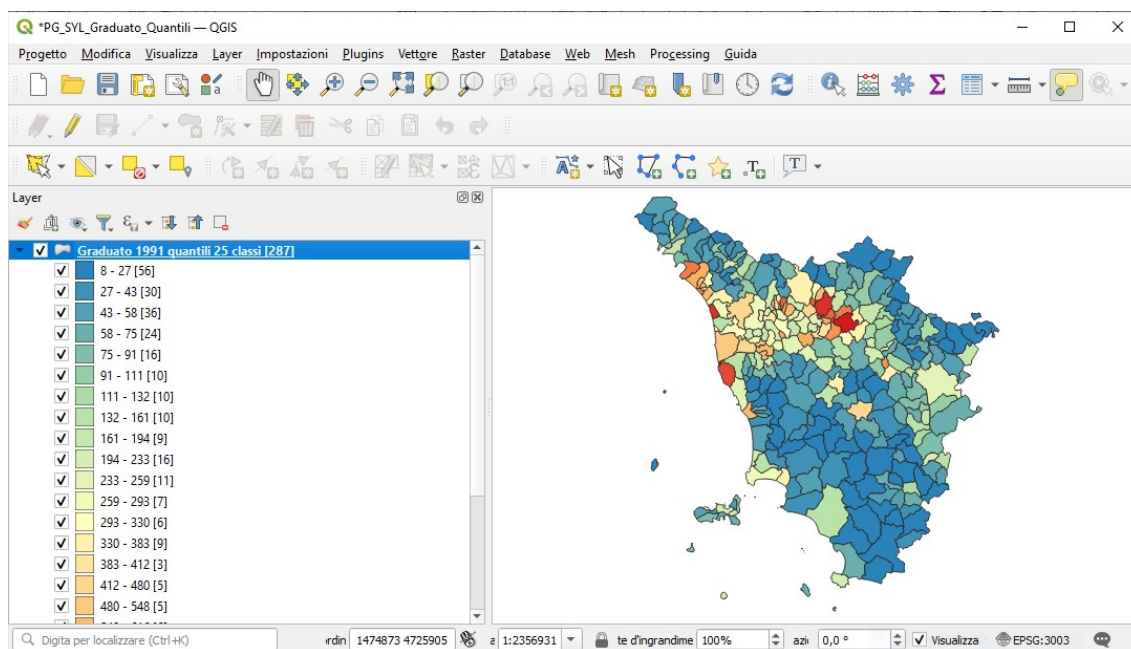 *PG_SYL_Graduato_Quantili — QGIS
Progetto Modifica Visualizza Layer Impostazioni Plugins Vettore Raster Database Web Mesh Processing Guida
Layer
Graduato 1991 quantili 25 classi [287]
8 - 27 [56]
27 - 43 [30]
43 - 58 [36]
58 - 75 [24]
75 - 91 [16]
91 - 111 [10]
111 - 132 [10]
132 - 161 [10]
161 - 194 [9]
194 - 233 [16]
233 - 259 [11]
259 - 293 [7]
293 - 330 [6]
330 - 383 [9]
383 - 412 [3]
412 - 480 [5]
480 - 548 [5]
Digita per localizzare (Ctrl+K) rdin 1474873 4725905 a 1:2356931 te d'ingrandime 100% azi 0,0 ° Visualizza EPSG:3003